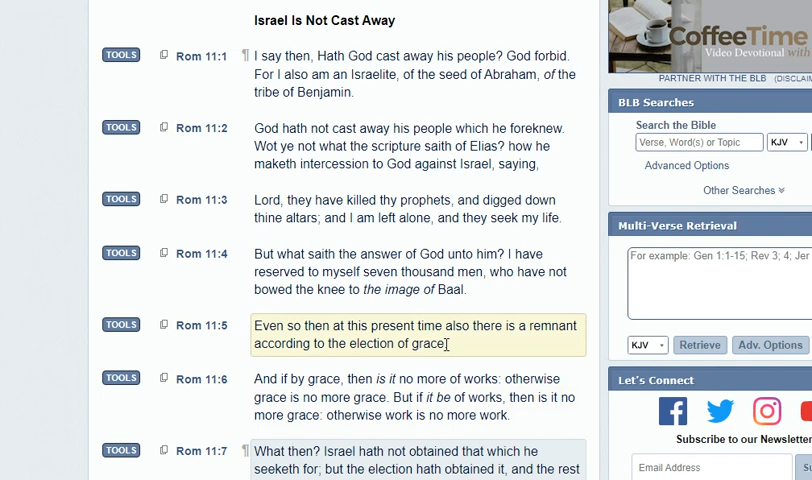 Israel Is Not Cast Away
TOOLS Rom 11:1 ¶ I say then, Hath God cast away his people? God forbid.
For I also am an Israelite, of the seed of Abraham, of the
tribe of Benjamin.
TOOLS Rom 11:2 God hath not cast away his people which he foreknew.
Wot ye not what the scripture saith of Elias? how he
maketh intercession to God against Israel, saying,
TOOLS Rom 11:3 Lord, they have killed thy prophets, and digged down
thine altars; and I am left alone, and they seek my life.
TOOLS Rom 11:4 But what saith the answer of God unto him? I have
reserved to myself seven thousand men, who have not
bowed the knee to the image of Baal.
TOOLS Rom 11:5 Even so then at this present time also there is a remnant
according to the election of grace.
TOOLS Rom 11:6 And if by grace, then is it no more of works: otherwise
grace is no more grace. But if it be of works, then is it no
more grace: otherwise work is no more work.
TOOLS Rom 11:7 ¶ What then? Israel hath not obtained that which he
seeketh for; but the election hath obtained it, and the rest
CoffeeTime
Video Devotional with
PARTNER WITH THE BLB (DISCLAIM
BLB Searches
Search the Bible
Verse, Word(s) or Topic KJV
Advanced Options
Other Searches
Multi-Verse Retrieval
For example: Gen 1:1-15; Rev 3; 4; Jer
KJV Retrieve Adv. Options
Let's Connect
Subscribe to our Newsletter
Email Address Su